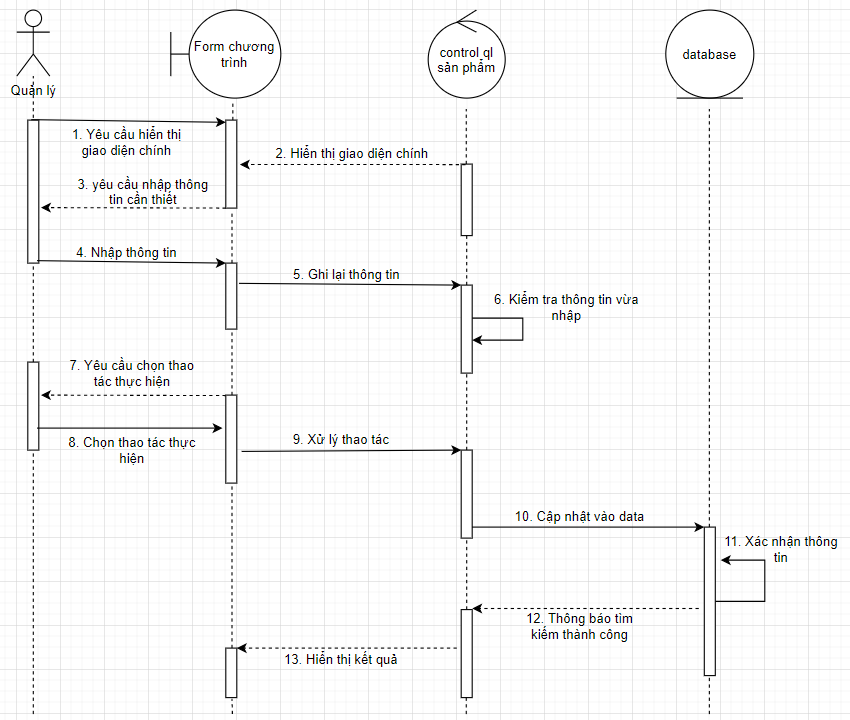 Form chương
trình
control ql
sản phẩm
database
Quản lý
1. Yêu cầu hiển thị
giao diện chính
2. Hiển thị giao diện chính
3. yêu cầu nhập thông
tin cần thiết
4. Nhập thông tin
5. Ghi lại thông tin
6. Kiểm tra thông tin vừa
nhập
7. Yêu cầu chọn thao
tác thực hiện
8. Chọn thao tác thực
hiện
9. Xử lý thao tác
10. Cập nhật vào data
11. Xác nhận thông
tin
12. Thông báo tìm
kiếm thành công
13. Hiển thị kết quả